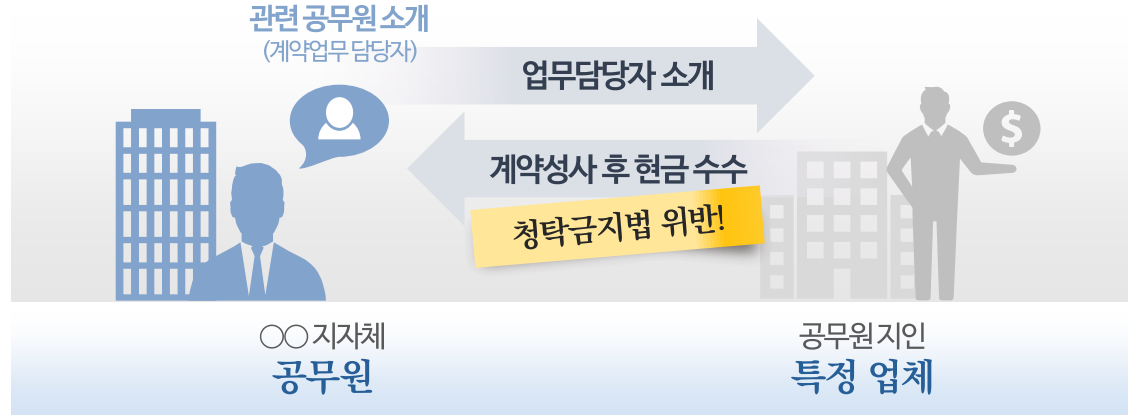 관련 공무원 소개
(계약업무 담당자)
업무담당자 소개
계약성사 후 현금 수수
청탁금지법 위반!
$
○○ 지자체
공무원
공무원 지인
특정 업체